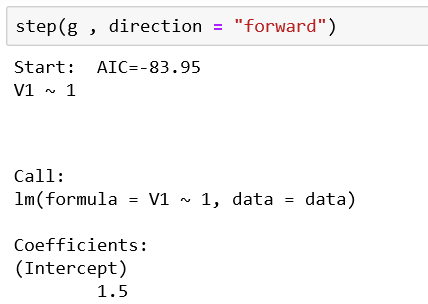 step(g , direction = "forward")
Start:  AIC=-83.95
V1 ~ 1
Call:
lm(formula = V1 ~ 1, data = data)
Coefficients:
(Intercept)
        1.5